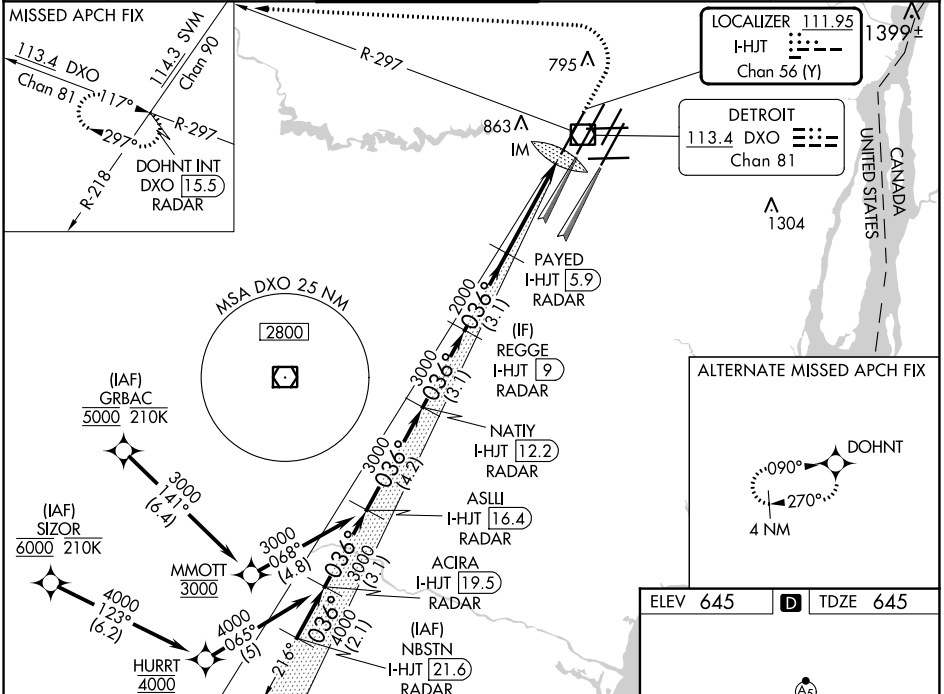 MISSED APCH FIX
113.4 DXO
Chan 81
114.3 SVM
Chan 90
117°
297°
R-297
R-218
DOHNT INT
DXO 15.5
RADAR
R-297
795
863
IM
LOCALIZER 111.95
I-HJT
Chan 56 (Y)
1399±
DETROIT
113.4 DXO
Chan 81
CANADA
UNITED STATES
1304
PAYED
I-HJT 5.9
RADAR
2000
036°
(3.1)
MSA DXO 25 NM
2800
(IF)
REGGE
I-HJT 9
RADAR
3000
036°
(3.1)
NATIY
I-HJT 12.2
RADAR
3000
036°
(4.2)
ASLLI
I-HJT 16.4
RADAR
036°
3000
(3.1)
ACIRA
I-HJT 19.5
RADAR
036°
4000
(2.1)
(IAF)
NBSTN
I-HJT 21.6
RADAR
216°
(IAF)
GRBAC
5000 210K
3000
141°
(6.4)
(IAF)
SIZOR
6000 210K
4000
123°
(6.2)
MMOTT
3000
3000
068°
(4.8)
HURRT
4000
4000
065°
(5)
ALTERNATE MISSED APCH FIX
DOHNT
090°
270°
4 NM
ELEV 645
D
TDZE 645
A5